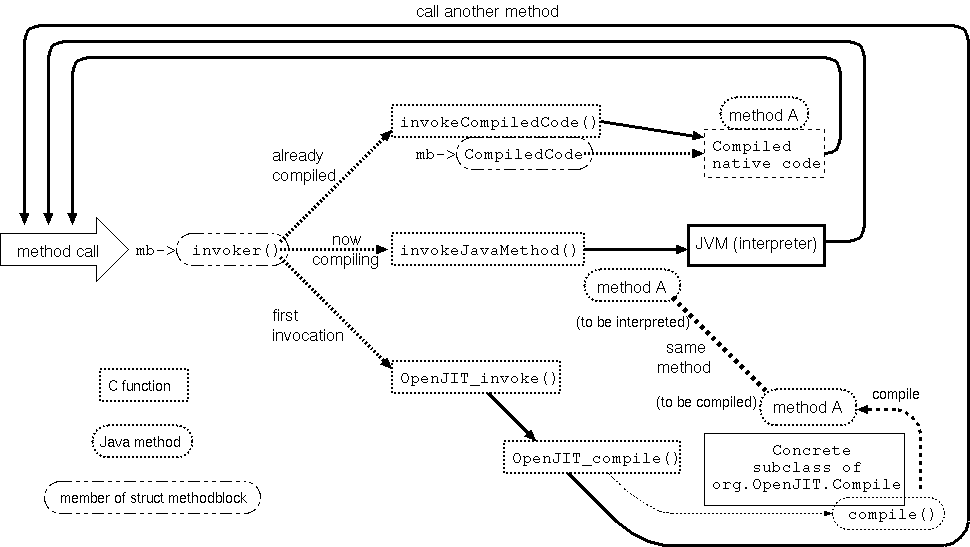 call another method
method A
invokeCompiledCode()
mb-> CompiledCode
Compiled
native code
already
compiled
method call
mb-> invoker()
now
compiling
invokeJavaMethod()
JVM (interpreter)
method A
(to be interpreted)
first
invocation
same
method
OpenJIT_invoke()
C function
(to be compiled)
method A
compile
Java method
OpenJIT_compile()
Concrete
subclass of
org.OpenJIT.Compile
compile()
member of struct methodblock